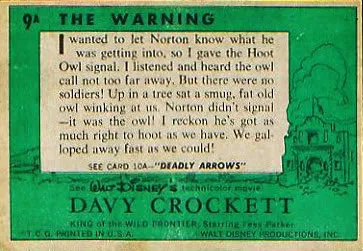 9A THE WARNING
I wanted to let Norton know what he
was getting into, so I gave the Hoot
Owl signal. I listened and heard the owl
call not too far away. But there were no
soldiers! Up in a tree sat a smug, fat old
owl winking at us. Norton didn't signal
—it was the owl! I reckon he's got as
much right to hoot as we have. We gal-
loped away fast as we could!
SEE CARD 10A—"DEADLY ARROWS"
See Walt Disney's technicolor movie
DAVY CROCKETT
KING of the WILD FRONTIER, Starring Fess Parker
T.C.G. PRINTED IN U.S.A. © WALT DISNEY PRODUCTIONS, INC.